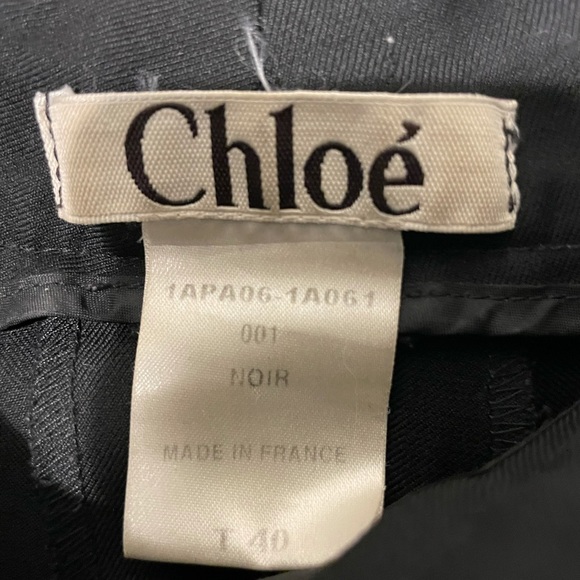 Chloé
1APA06-1A061
001
NOIR
MADE IN FRANCE
T 40